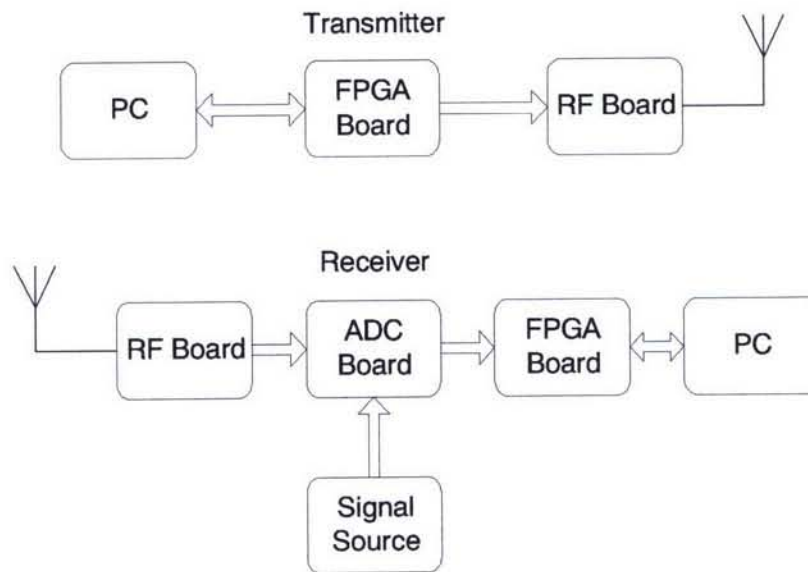 Transmitter
PC
FPGA
Board
RF Board
Receiver
RF Board
ADC
Board
FPGA
Board
PC
Signal
Source